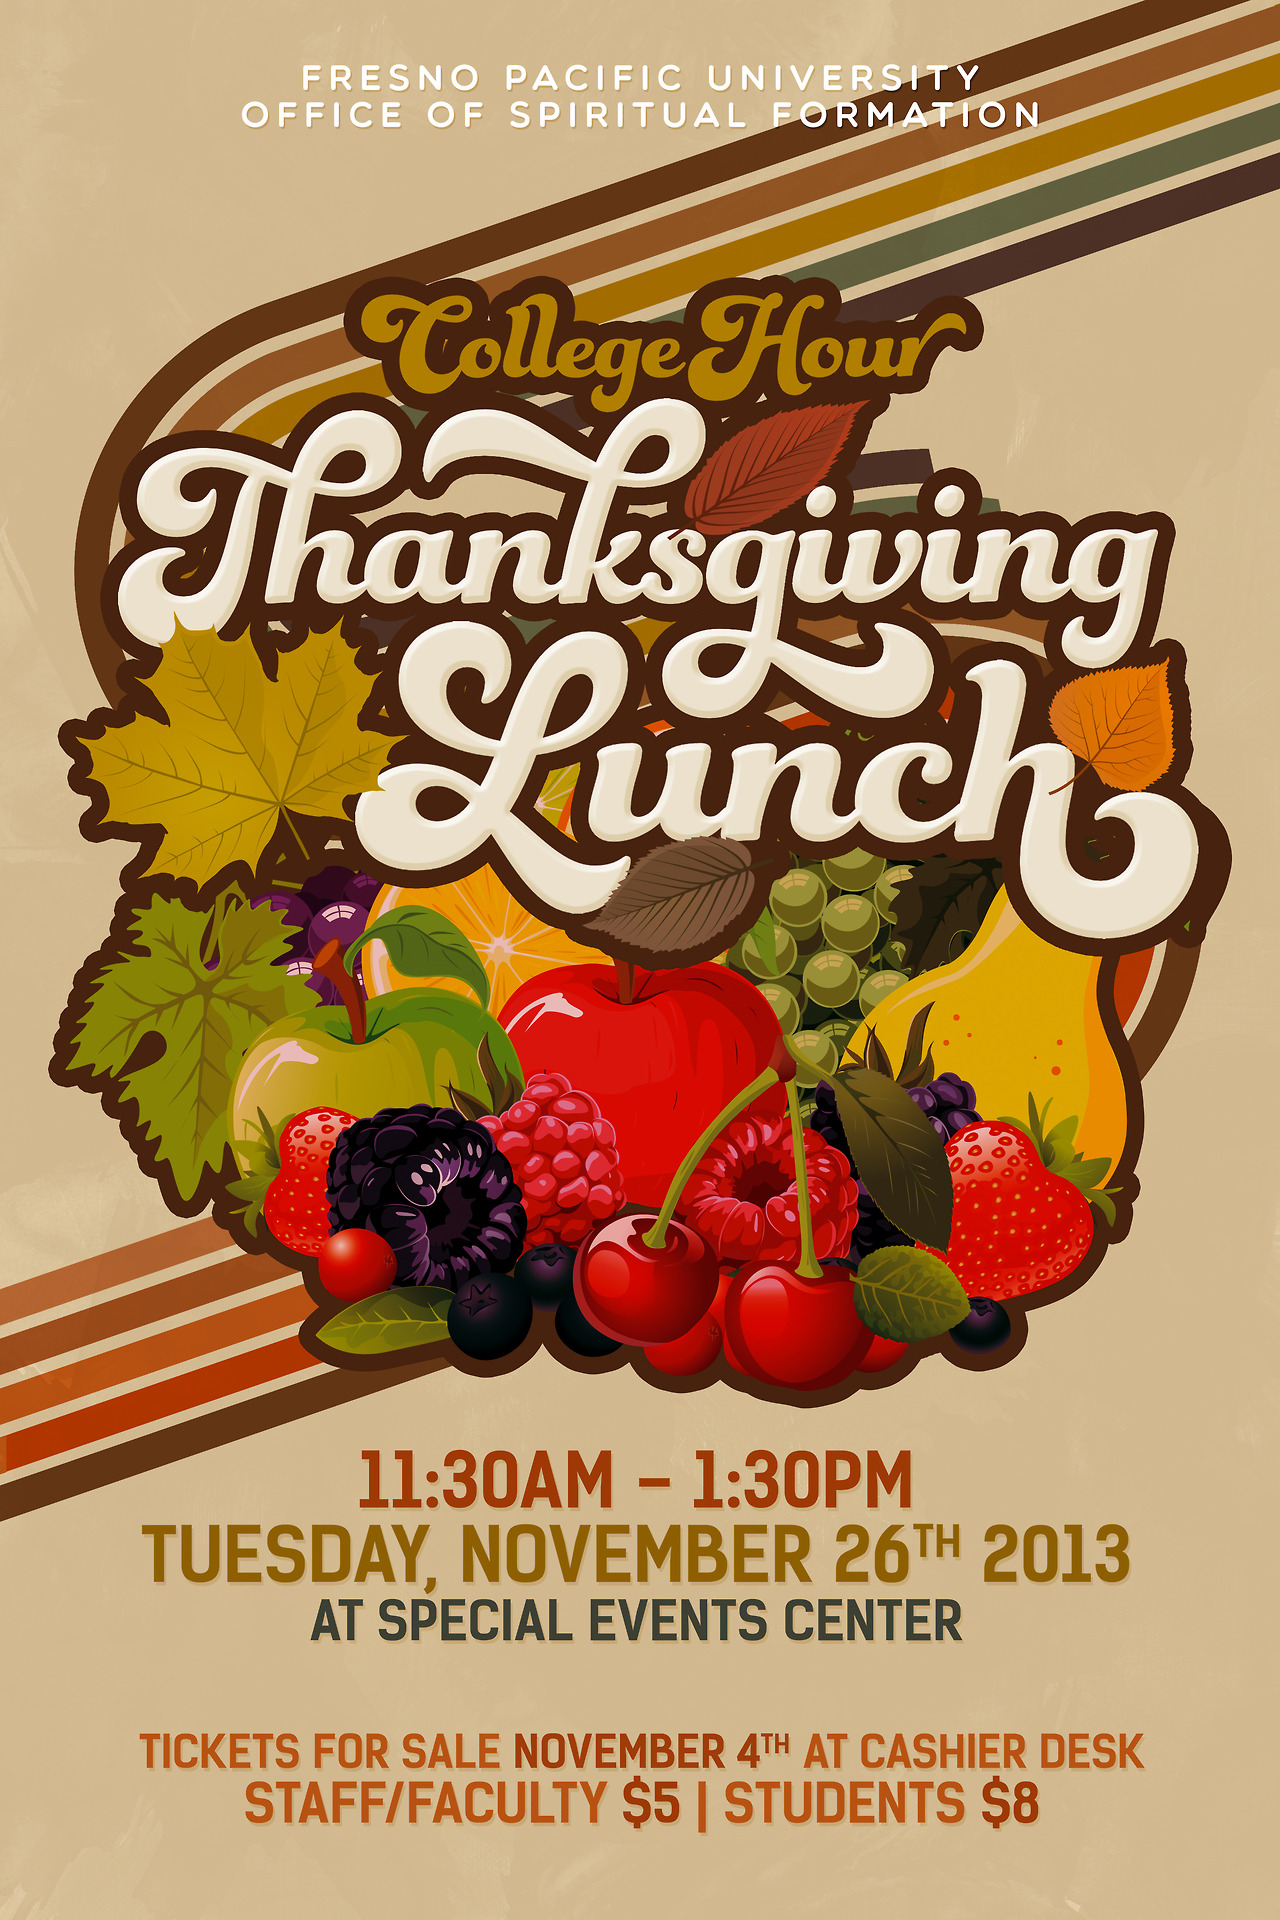 FRESNO PACIFIC UNIVERSITY
OFFICE OF SPIRITUAL FORMATION
College Hour
Thanksgiving
Lunch
11:30AM – 1:30PM
TUESDAY, NOVEMBER 26TH 2013
AT SPECIAL EVENTS CENTER
TICKETS FOR SALE NOVEMBER 4TH AT CASHIER DESK
STAFF/FACULTY $5 | STUDENTS $8